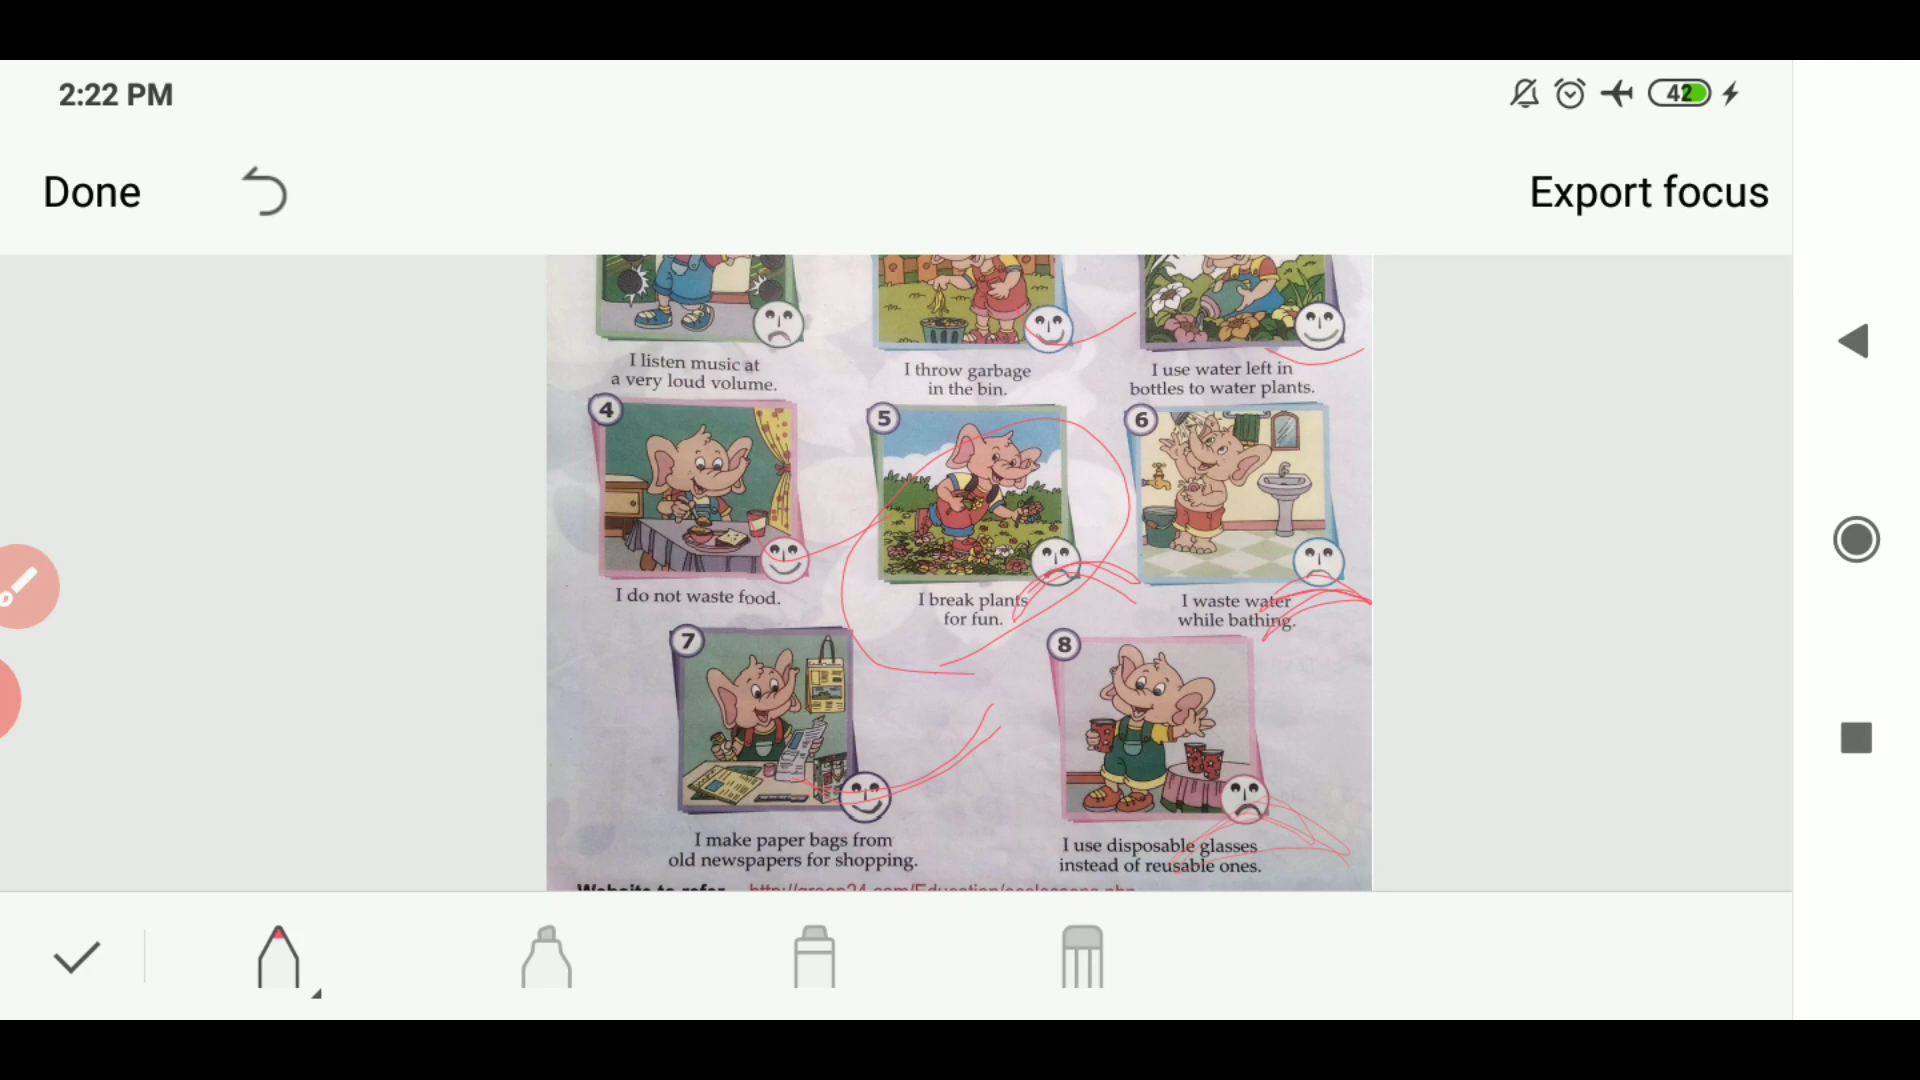 2:22 PM
42
Done
Export focus
I listen music at
a very loud volume.
I throw garbage
in the bin.
I use water left in
bottles to water plants.
4
5
6
I do not waste food.
I break plants
for fun.
I waste water
while bathing.
7
8
I make paper bags from
old newspapers for shopping.
I use disposable glasses
instead of reusable ones.
Website to refer